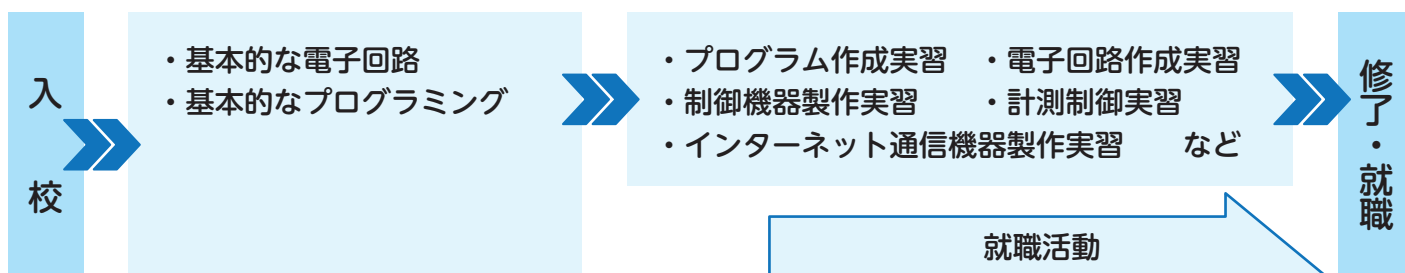 入校
・基本的な電子回路
・基本的なプログラミング
・プログラム作成実習　・電子回路作成実習
・制御機器製作実習　・計測制御実習
・インターネット通信機器製作実習　など
就職活動
修了・就職